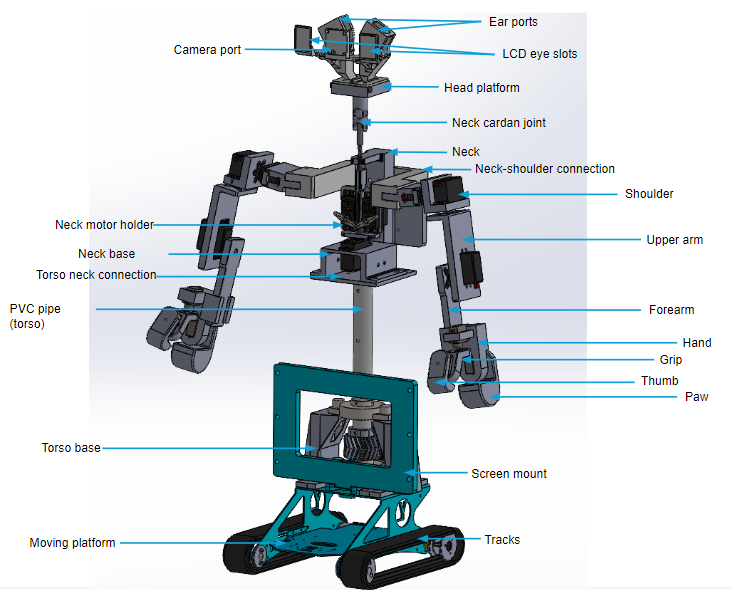 Ear ports
Camera port
LCD eye slots
Head platform
Neck cardan joint
Neck
Neck-shoulder connection
Shoulder
Neck motor holder
Upper arm
Neck base
Torso neck connection
PVC pipe
(torso)
Forearm
Hand
Grip
Thumb
Paw
Torso base
Screen mount
Moving platform
Tracks